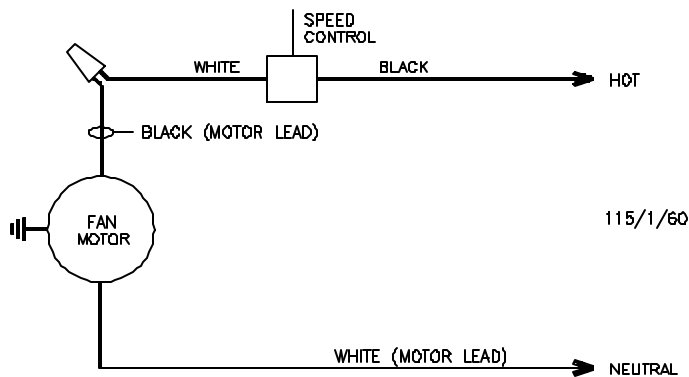 SPEED
CONTROL
WHITE
BLACK
HOT
BLACK (MOTOR LEAD)
115/1/60
FAN
MOTOR
WHITE (MOTOR LEAD)
NEUTRAL